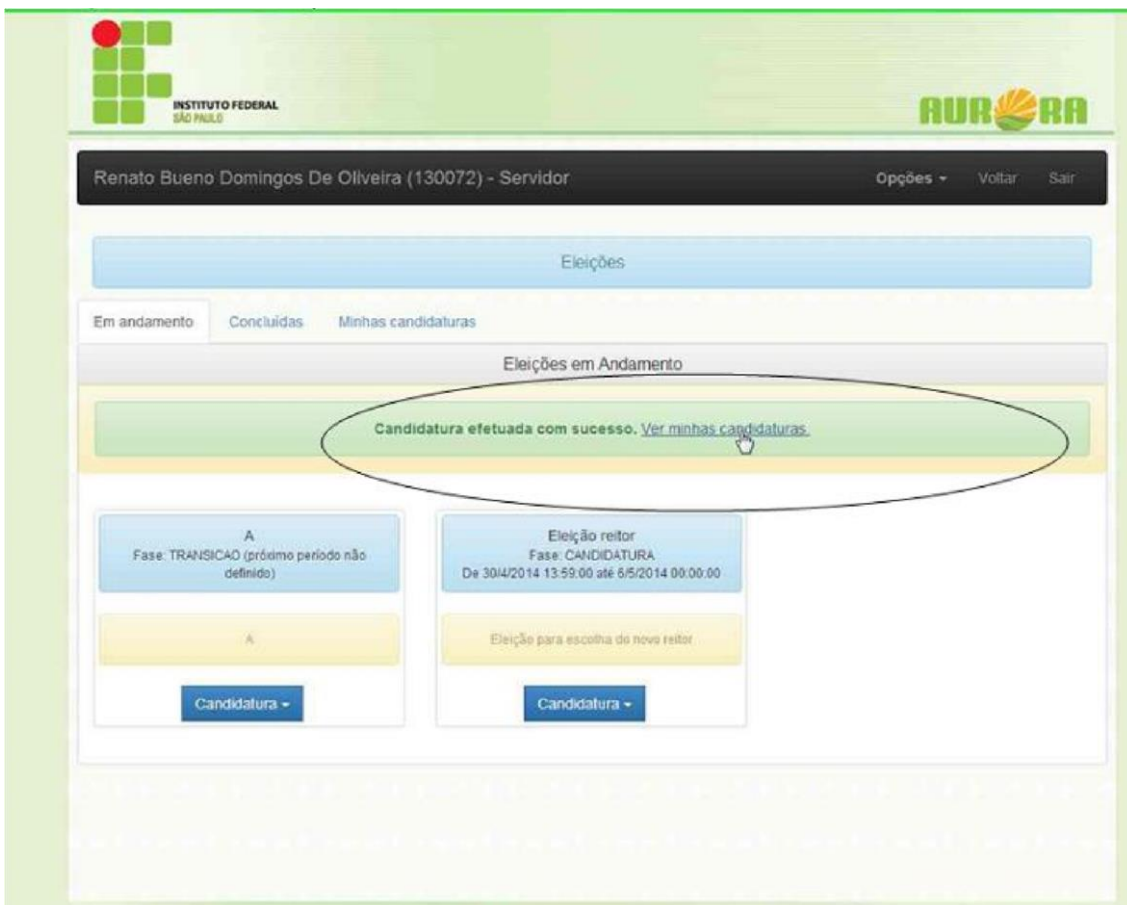 INSTITUTO FEDERAL
SÃO PAULO
AURORA
Renato Bueno Domingos De Oliveira (130072) - Servidor
Opções
Voltar
Sair
Eleições
Em andamento
Concluídas
Minhas candidaturas
Eleições em Andamento
Candidatura efetuada com sucesso. Ver minhas candidaturas.
A
Fase: TRANSICAO (próximo período não
definido)
A
Candidatura
Eleição reitor
Fase: CANDIDATURA
De 30/4/2014 13:59:00 até 6/5/2014 00:00:00
Eleição para escolha do novo reitor
Candidatura